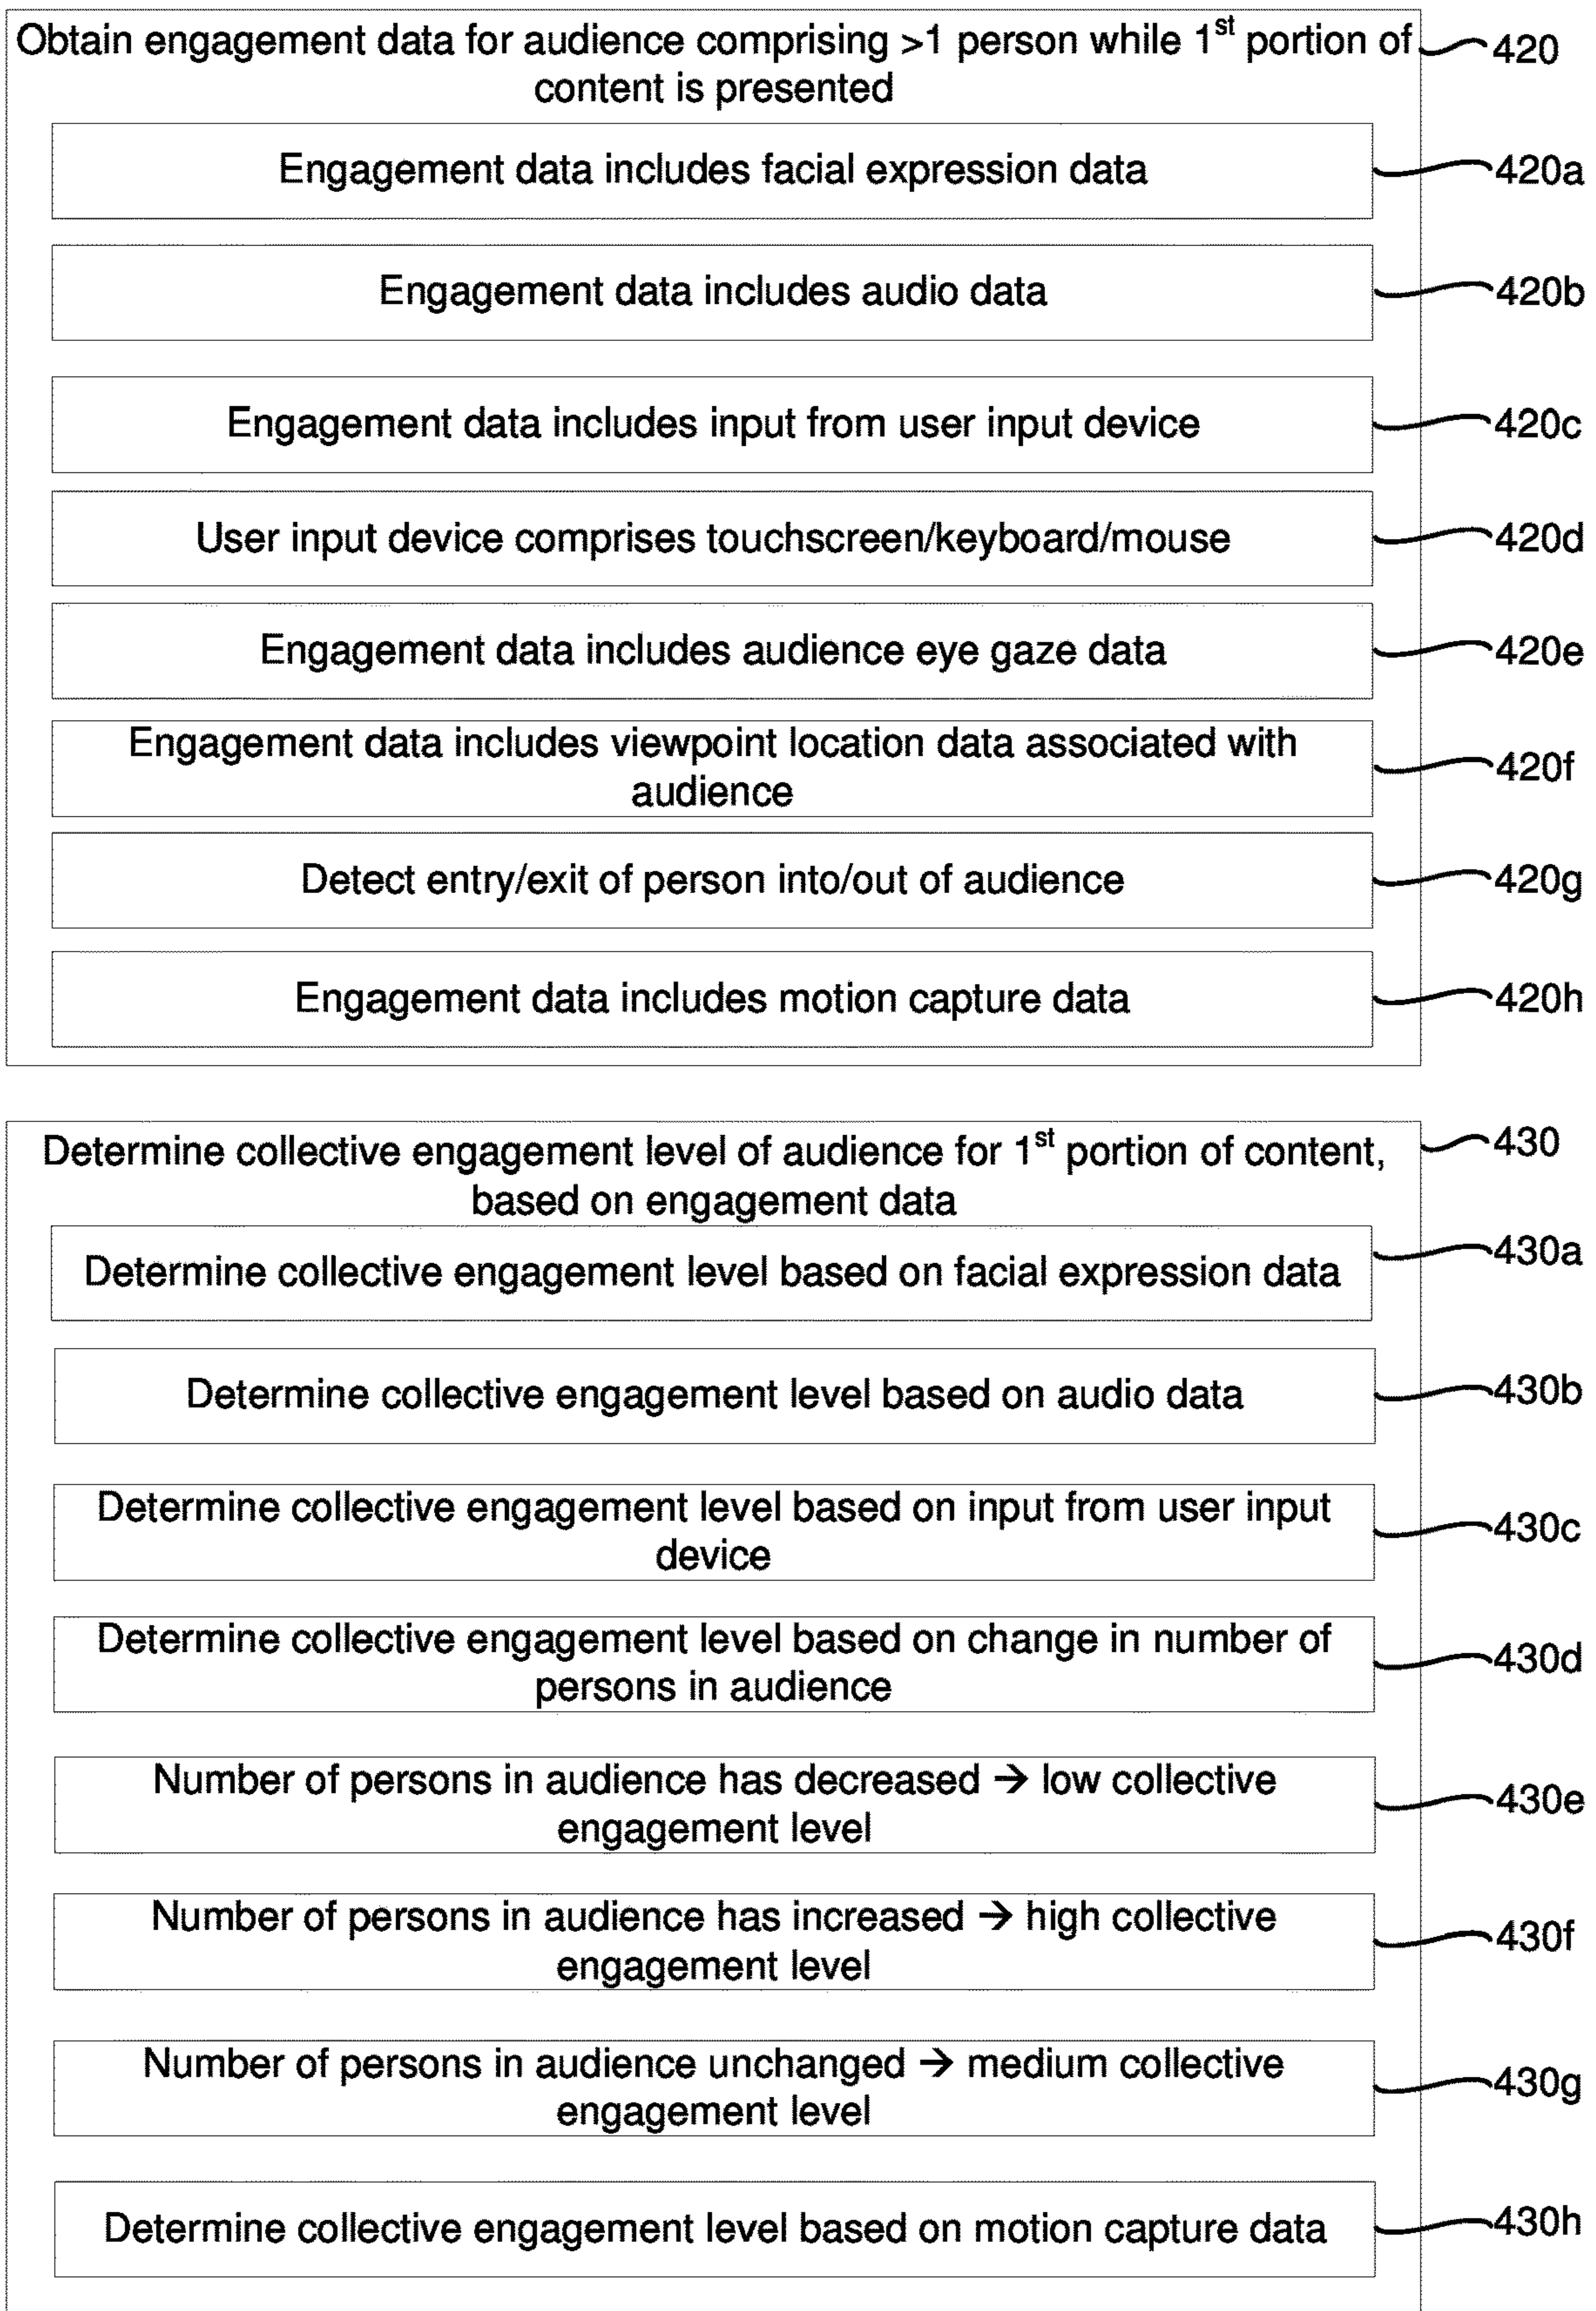 Obtain engagement data for audience comprising >1 person while 1st portion of
420
content is presented
Engagement data includes facial expression data
420a
Engagement data includes audio data
420b
Engagement data includes input from user input device
420c
User input device comprises touchscreen/keyboard/mouse
420d
Engagement data includes audience eye gaze data
420e
Engagement data includes viewpoint location data associated with
audience
420f
Detect entry/exit of person into/out of audience
420g
Engagement data includes motion capture data
420h
Determine collective engagement level of audience for 1st portion of content,
430
based on engagement data
Determine collective engagement level based on facial expression data
430a
Determine collective engagement level based on audio data
430b
Determine collective engagement level based on input from user input
device
430c
Determine collective engagement level based on change in number of
persons in audience
430d
Number of persons in audience has decreased → low collective
engagement level
430e
Number of persons in audience has increased → high collective
engagement level
430f
Number of persons in audience unchanged → medium collective
engagement level
430g
Determine collective engagement level based on motion capture data
430h